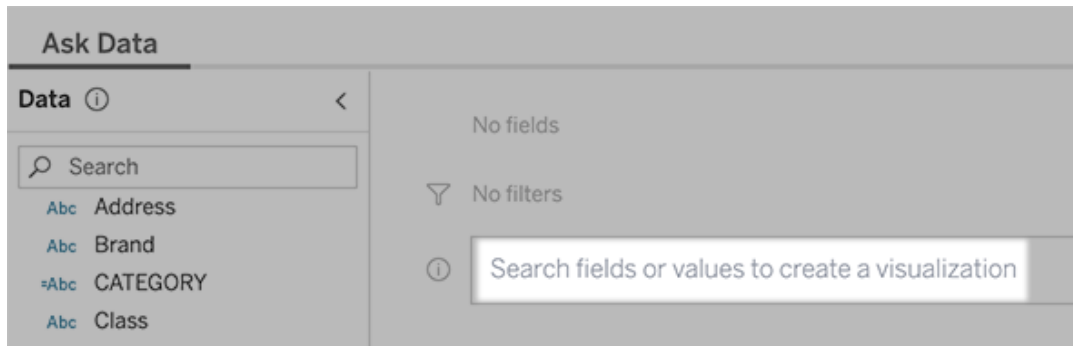 Ask Data
Data
Search
Abc Address
Abc Brand
=Abc CATEGORY
Abc Class
No fields
No filters
Search fields or values to create a visualization